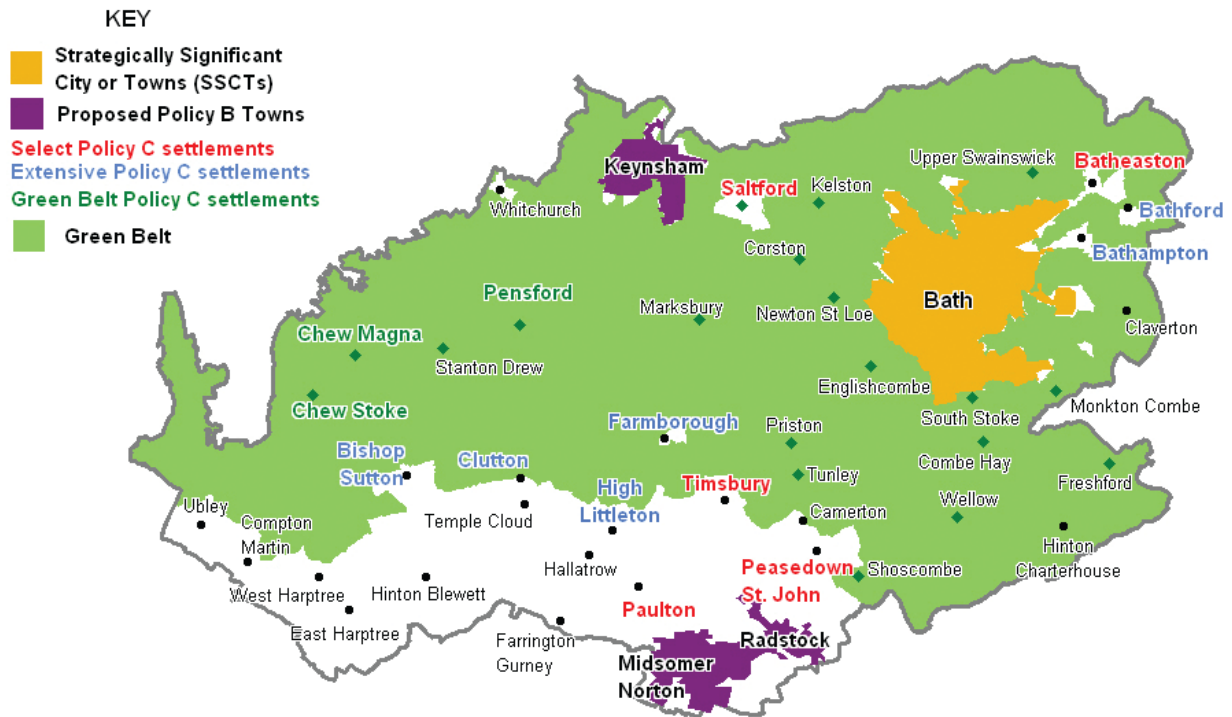 KEY
Strategically Significant
City or Towns (SSCTs)
Proposed Policy B Towns
Select Policy C settlements
Extensive Policy C settlements
Green Belt Policy C settlements
Green Belt
Keynsham
Whitchurch
Saltford
Kelston
Upper Swainswick
Batheaston
Bathford
Bathampton
Corston
Newton St Loe
Bath
Claverton
Pensford
Marksbury
Chew Magna
Stanton Drew
Chew Stoke
Englishcombe
South Stoke
Monkton Combe
Farmborough
Priston
Combe Hay
Bishop
Sutton
Clutton
High
Littleton
Timsbury
Tunley
Freshford
Ubley
Compton
Martin
Temple Cloud
Camerton
Wellow
Hinton
Charterhouse
Hallatrow
Peasedown
St. John
Shoscombe
West Harptree
Hinton Blewett
Paulton
East Harptree
Farrington
Gurney
Radstock
Midsomer
Norton